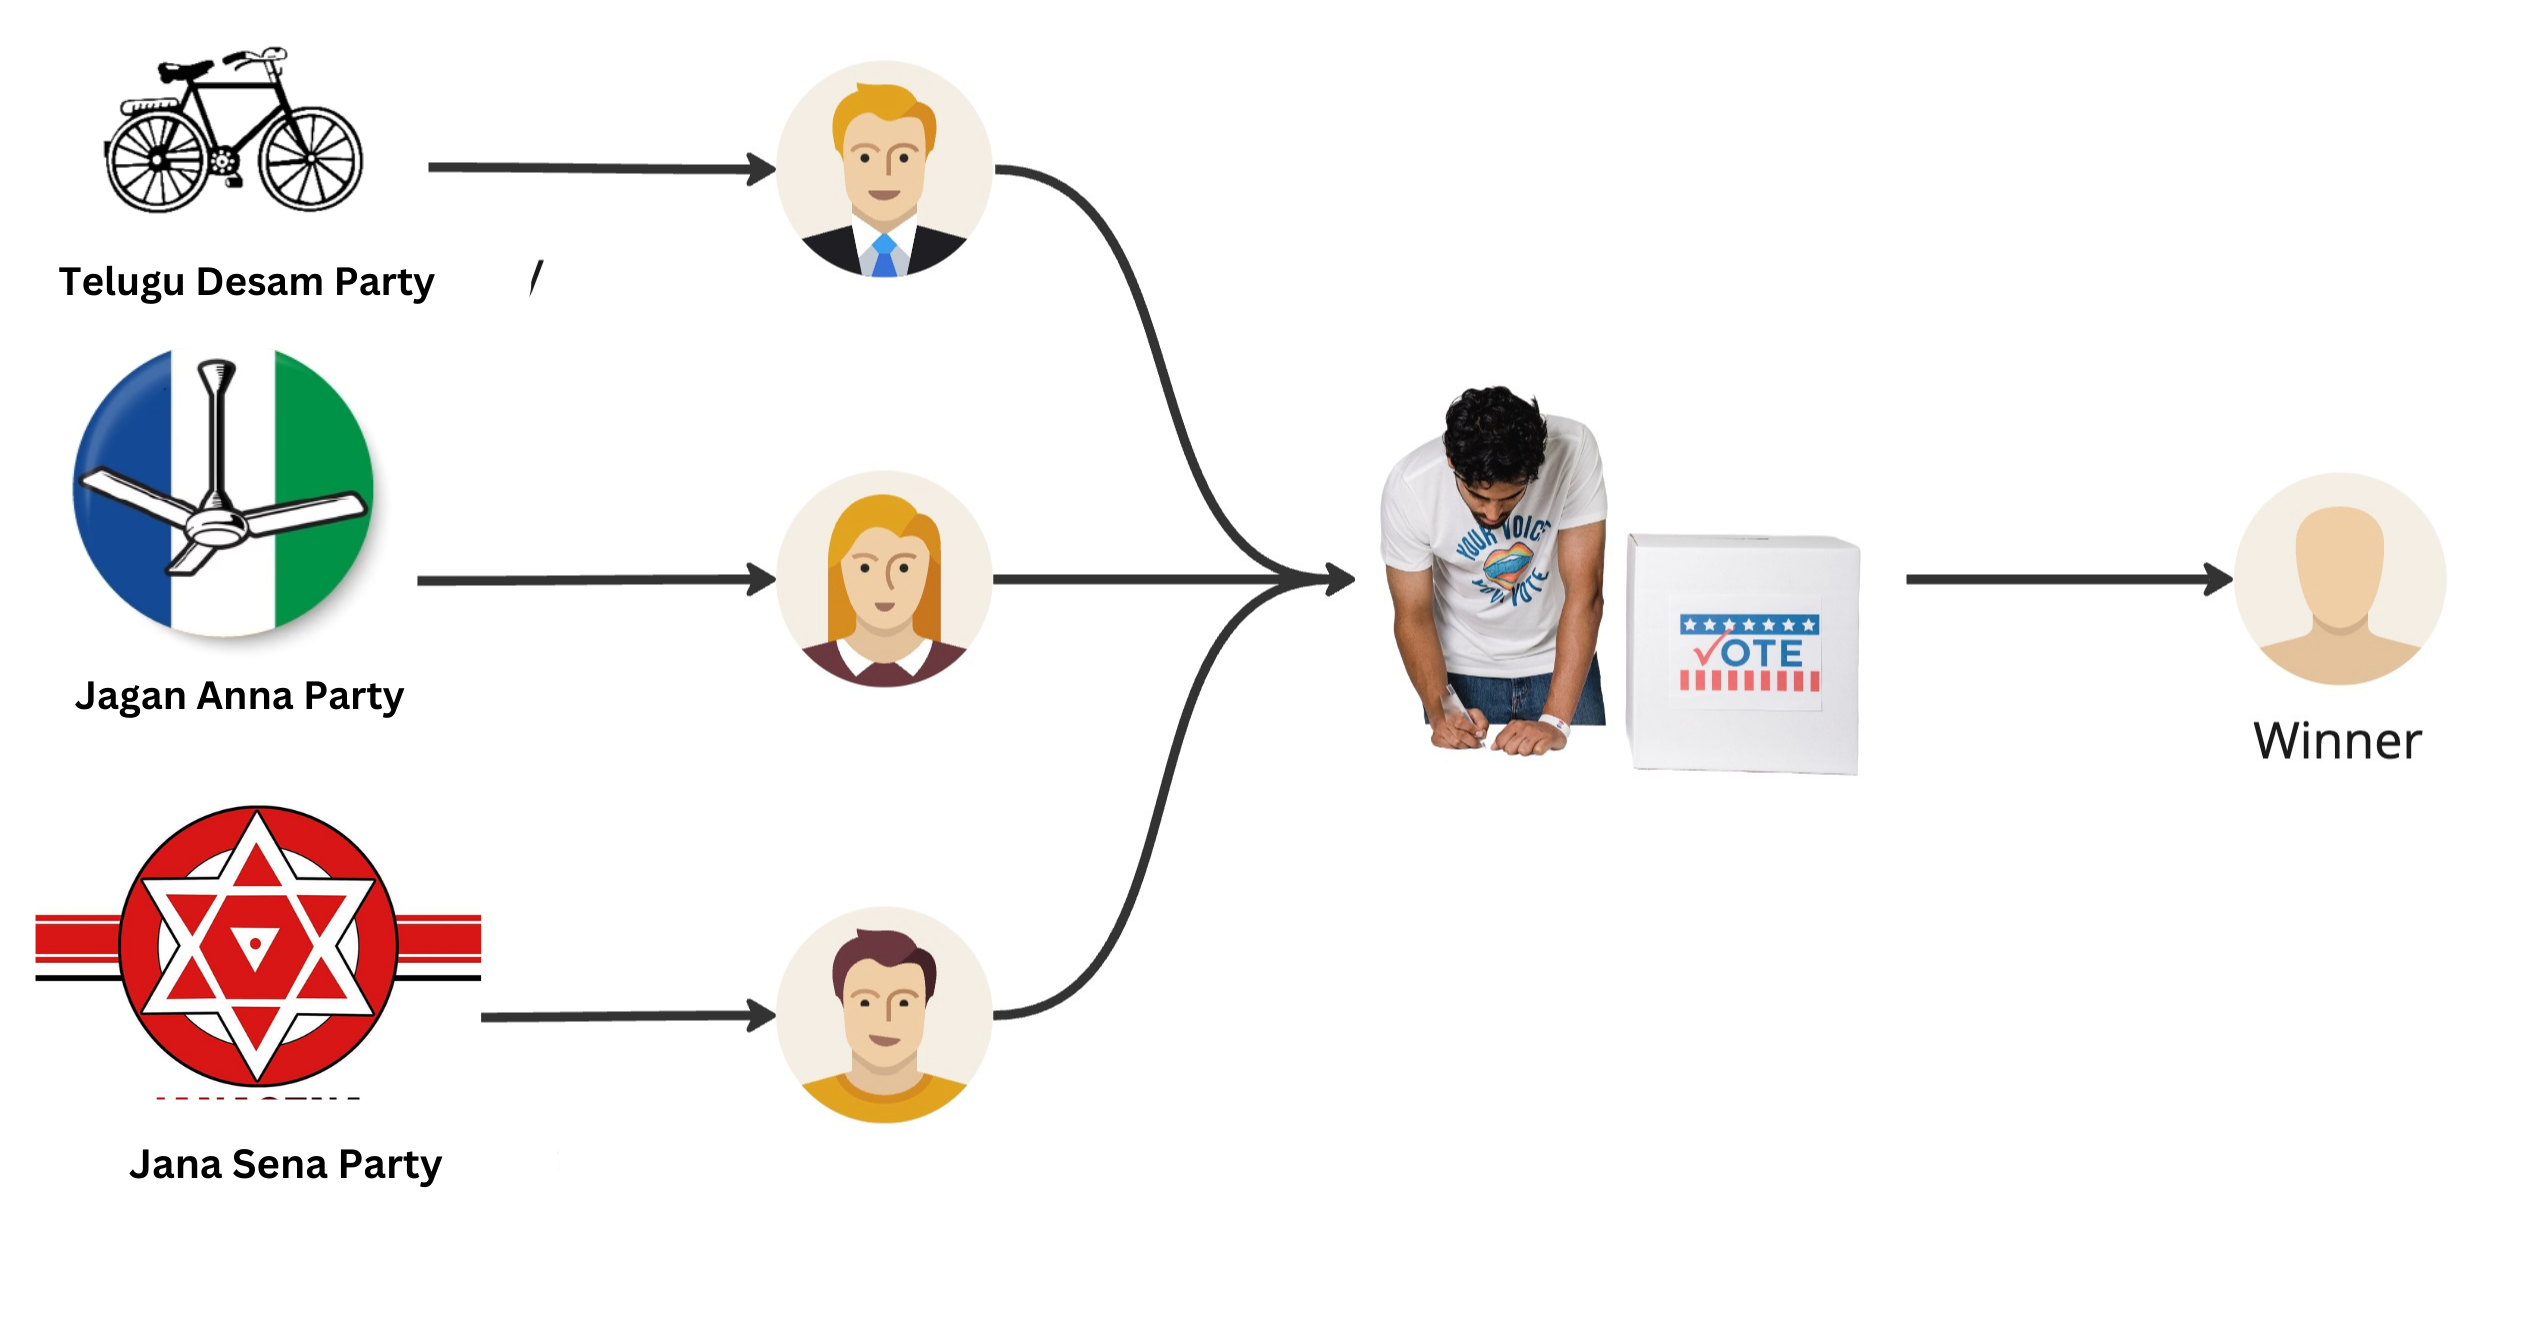 Telugu Desam Party
/
Jagan Anna Party
Jana Sena Party
YOUR VOICE
YOUR VOTE
VOTE
Winner